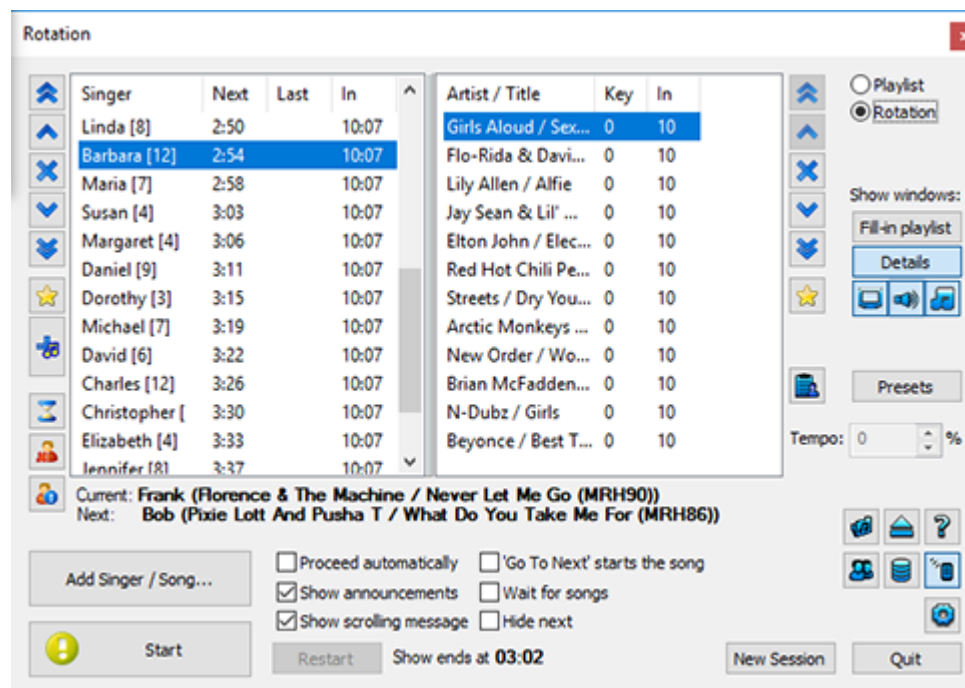 Rotation
Singer Next Last In
Linda [8] 2:50 10:07
Barbara [12] 2:54 10:07
Maria [7] 2:58 10:07
Susan [4] 3:03 10:07
Margaret [4] 3:06 10:07
Daniel [9] 3:11 10:07
Dorothy [3] 3:15 10:07
Michael [7] 3:19 10:07
David [6] 3:22 10:07
Charles [12] 3:26 10:07
Christopher [ 3:30 10:07
Elizabeth [4] 3:33 10:07
Jennifer [8] 3:37 10:07
Artist / Title Key In
Girls Aloud / Sex... 0 10
Flo-Rida & Davi... 0 10
Lily Allen / Alfie 0 10
Jay Sean & Lil' ... 0 10
Elton John / Elec... 0 10
Red Hot Chili Pe... 0 10
Streets / Dry You... 0 10
Arctic Monkeys ... 0 10
New Order / Wo... 0 10
Brian McFadden... 0 10
N-Dubz / Girls 0 10
Beyonce / Best T... 0 10
Playlist
Rotation
Show windows:
Fill-in playlist
Details
Presets
Tempo: 0 %
Current: Frank (Florence & The Machine / Never Let Me Go (MRH90))
Next: Bob (Pixie Lott And Pusha T / What Do You Take Me For (MRH86))
Add Singer / Song...
Start
Proceed automatically
'Go To Next' starts the song
Show announcements
Wait for songs
Show scrolling message
Hide next
Restart
Show ends at 03:02
New Session
Quit